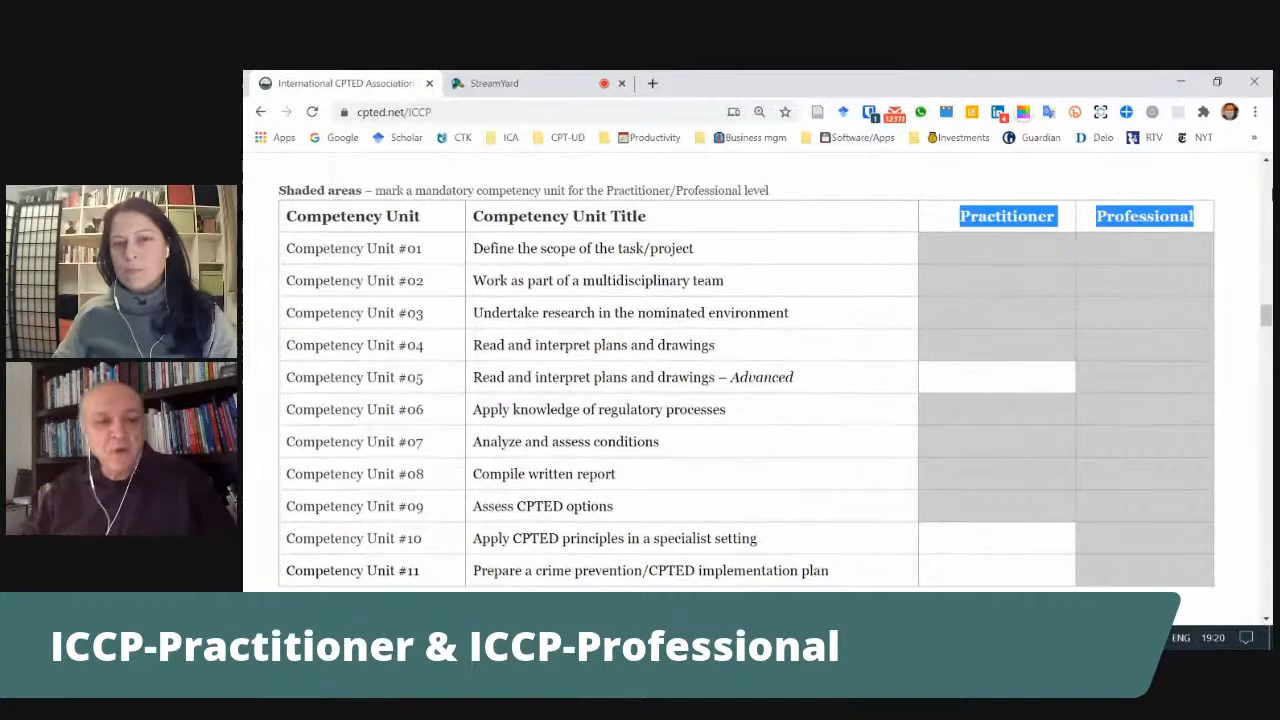 International CPTED Association
StreamYard
cpted.net/ICCP
Apps
Google
Scholar
CTK
ICA
CPT-UD
Productivity
Business mgm
Software/Apps
Investments
Guardian
Delo
RTV
NYT
Shaded areas – mark a mandatory competency unit for the Practitioner/Professional level
Competency Unit Competency Unit Title Practitioner Professional
Competency Unit #01 Define the scope of the task/project
Competency Unit #02 Work as part of a multidisciplinary team
Competency Unit #03 Undertake research in the nominated environment
Competency Unit #04 Read and interpret plans and drawings
Competency Unit #05 Read and interpret plans and drawings – Advanced
Competency Unit #06 Apply knowledge of regulatory processes
Competency Unit #07 Analyze and assess conditions
Competency Unit #08 Compile written report
Competency Unit #09 Assess CPTED options
Competency Unit #10 Apply CPTED principles in a specialist setting
Competency Unit #11 Prepare a crime prevention/CPTED implementation plan
ENG 19:20
ICCP-Practitioner & ICCP-Professional